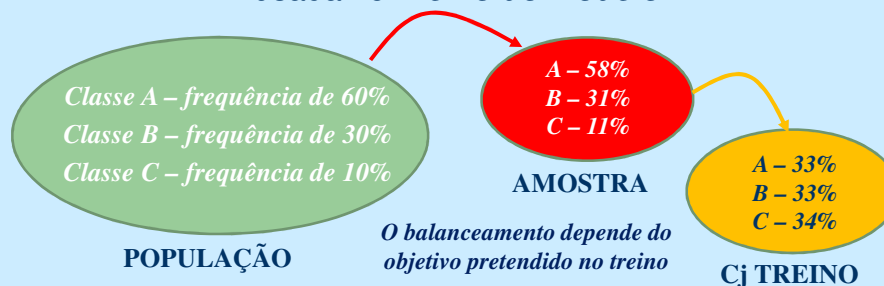 Classe A – frequência de 60%
Classe B – frequência de 30%
Classe C – frequência de 10%
POPULAÇÃO
A – 58%
B – 31%
C – 11%
AMOSTRA
O balanceamento depende do
objetivo pretendido no treino
A – 33%
B – 33%
C – 34%
Cj TREINO